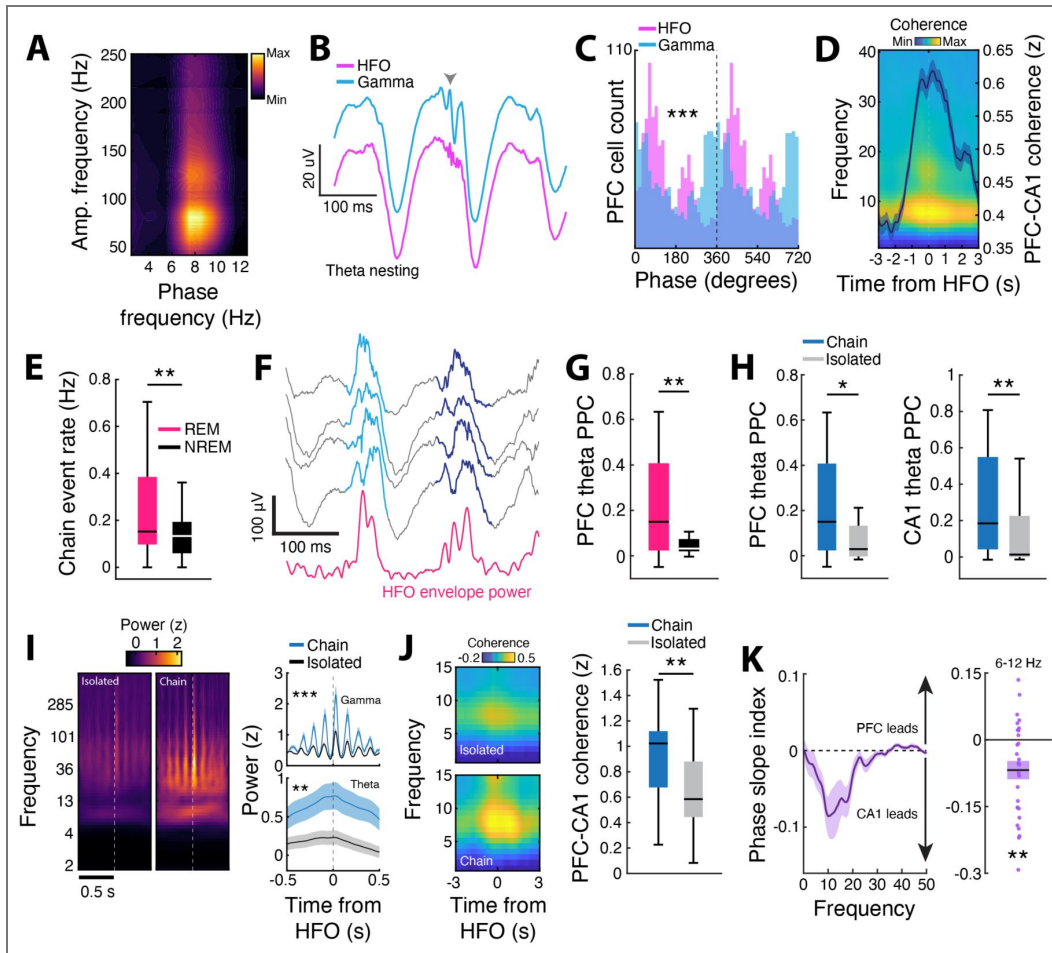 A
250
200
150
100
50
Amp. frequency (Hz)
4 8 12
Phase
frequency (Hz)
Max
Min
B
HFO
Gamma
20 uV
100 ms
Theta nesting
C
HFO
Gamma
110
***
0
PFC cell count
0 180 360 540 720
Phase (degrees)
D
Coherence
Min Max
40
30
20
10
Frequency
0.65
0.60
0.55
0.50
0.45
0.40
0.35
PFC-CA1 coherence (z)
-3 -2 -1 0 1 2 3
Time from HFO (s)
E
0.8
0.6
0.4
0.2
0
Chain event rate (Hz)
**
REM
NREM
F
100 µV
100 ms
HFO envelope power
G
0.8
0.6
0.4
0.2
0
PFC theta PPC
**
H
Chain
Isolated
0.8
0.6
0.4
0.2
0
PFC theta PPC
*
1
0.8
0.6
0.4
0.2
0
CA1 theta PPC
**
I
Power (z)
0 1 2
Isolated
Chain
285
101
36
13
4
2
Frequency
0.5 s
Chain
Isolated
3
2
1
0
***
Gamma
Power (z)
1
0
**
Theta
-0.5 0 0.5
Time from
HFO (s)
J
Coherence
-0.2 0.5
15
10
5
Isolated
15
10
5
Chain
Frequency
-3 0 3
Time from
HFO (s)
Chain
Isolated
1.6
1.4
1.2
1.0
0.8
0.6
0.4
0.2
0
PFC-CA1 coherence (z)
**
K
0.1
0
-0.1
Phase slope index
PFC leads
CA1 leads
0 10 20 30 40 50
Frequency
6-12 Hz
0.15
0
-0.15
-0.3
**